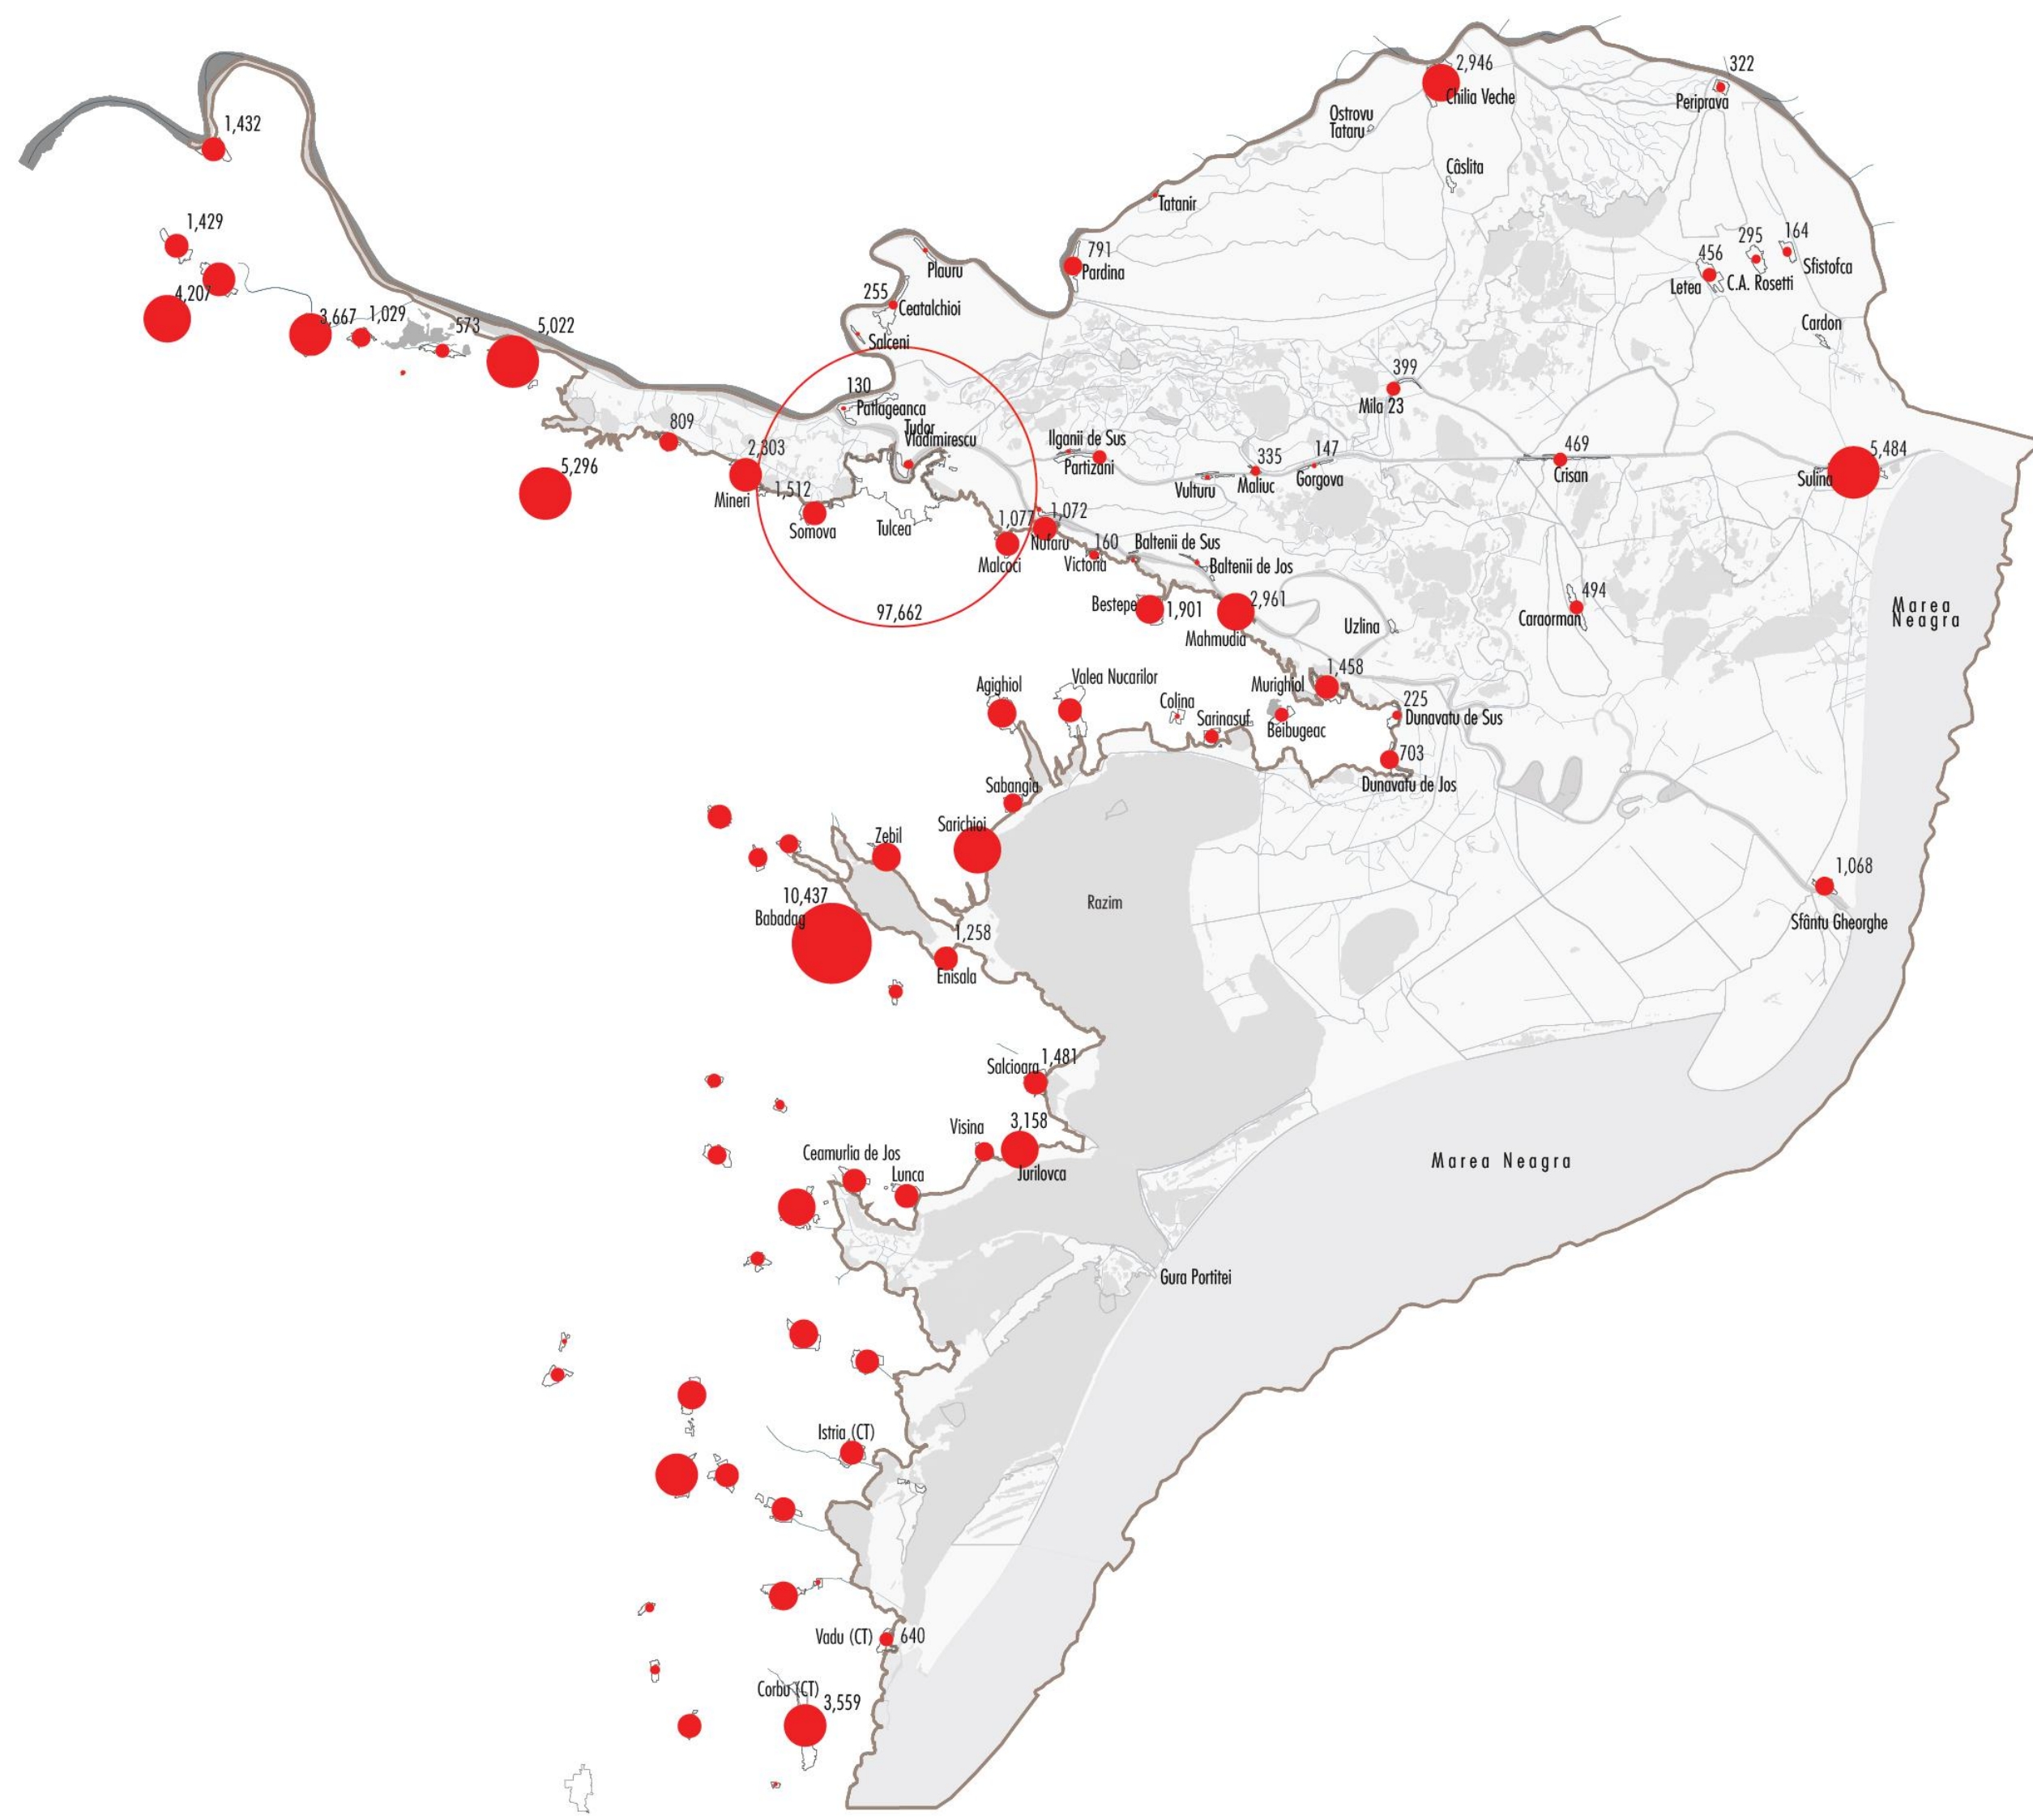 2,946
Chilia Veche
322
Periprava
Ostrovu
Tataru
1,432
Câslita
Tatanir
1,429
4,207
3,667
1,029
573
5,022
Plauru
791
Pardina
255
Ceatalchioi
Salceni
456
Letea
295
C.A. Rosetti
164
Sfistofca
Cardon
130
Patlageanca
Tudor
Vladimirescu
399
Mila 23
809
2,803
Mineri
5,296
1,512
Somova
Tulcea
97,662
Ilganii de Sus
Partizani
Vulturu
335
Maliuc
147
Gorgova
469
Crisan
5,484
Sulina
1,077
Malcoci
1,072
Nufaru
160
Victoria
Baltenii de Sus
Baltenii de Jos
Bestepe
1,901
2,961
Mahmudia
Uzlina
494
Caraorman
Marea
Neagra
Agighiol
Valea Nucarilor
Colina
Sarinasuf
1,458
Murighiol
Beibugeac
225
Dunavatu de Sus
703
Dunavatu de Jos
Sabangia
Sarichioi
Zebil
10,437
Babadag
1,258
Enisala
Razim
1,068
Sfântu Gheorghe
Salcioara
1,481
Visina
3,158
Jurilovca
Ceamurlia de Jos
Lunca
Marea Neagra
Gura Portitei
Istria (CT)
Vadu (CT)
640
Corbu (CT)
3,559